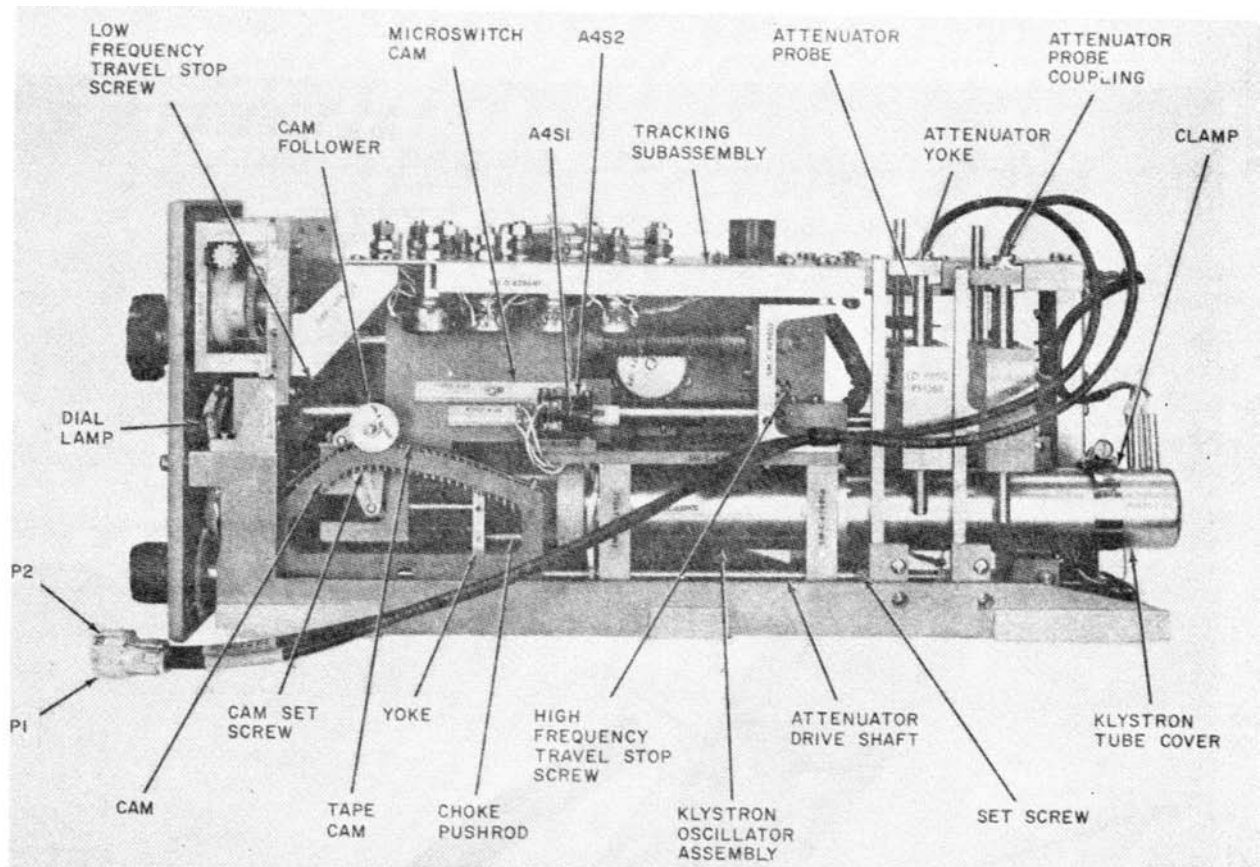 LOW
FREQUENCY
TRAVEL STOP
SCREW
MICROSWITCH
CAM
A4S2
ATTENUATOR
PROBE
ATTENUATOR
PROBE
COUPLING
CAM
FOLLOWER
A4S1
TRACKING
SUBASSEMBLY
ATTENUATOR
YOKE
CLAMP
DIAL
LAMP
P2
P1
CAM SET
SCREW
YOKE
HIGH
FREQUENCY
TRAVEL STOP
SCREW
ATTENUATOR
DRIVE SHAFT
KLYSTRON
TUBE COVER
CAM
TAPE
CAM
CHOKE
PUSHROD
KLYSTRON
OSCILLATOR
ASSEMBLY
SET SCREW